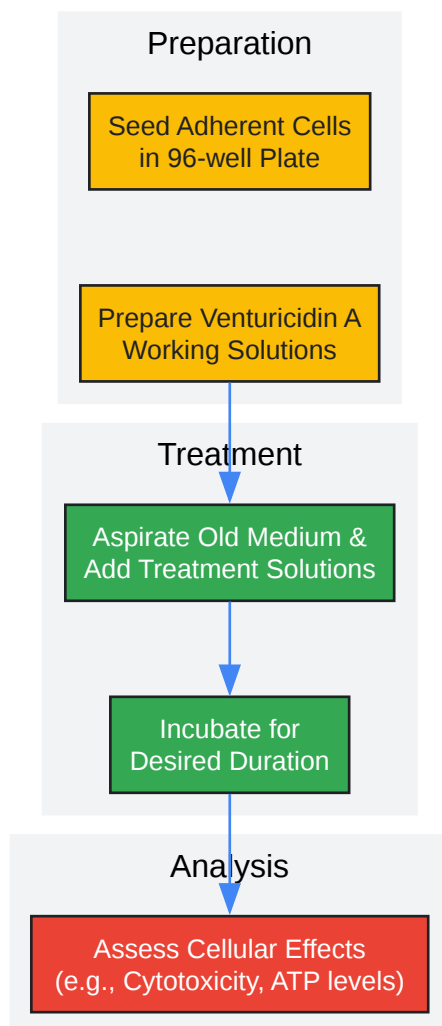 Preparation
Seed Adherent Cells
in 96-well Plate
Prepare Venturicidin A
Working Solutions
Treatment
Aspirate Old Medium &
Add Treatment Solutions
Incubate for
Desired Duration
Analysis
Assess Cellular Effects
(e.g., Cytotoxicity, ATP levels)